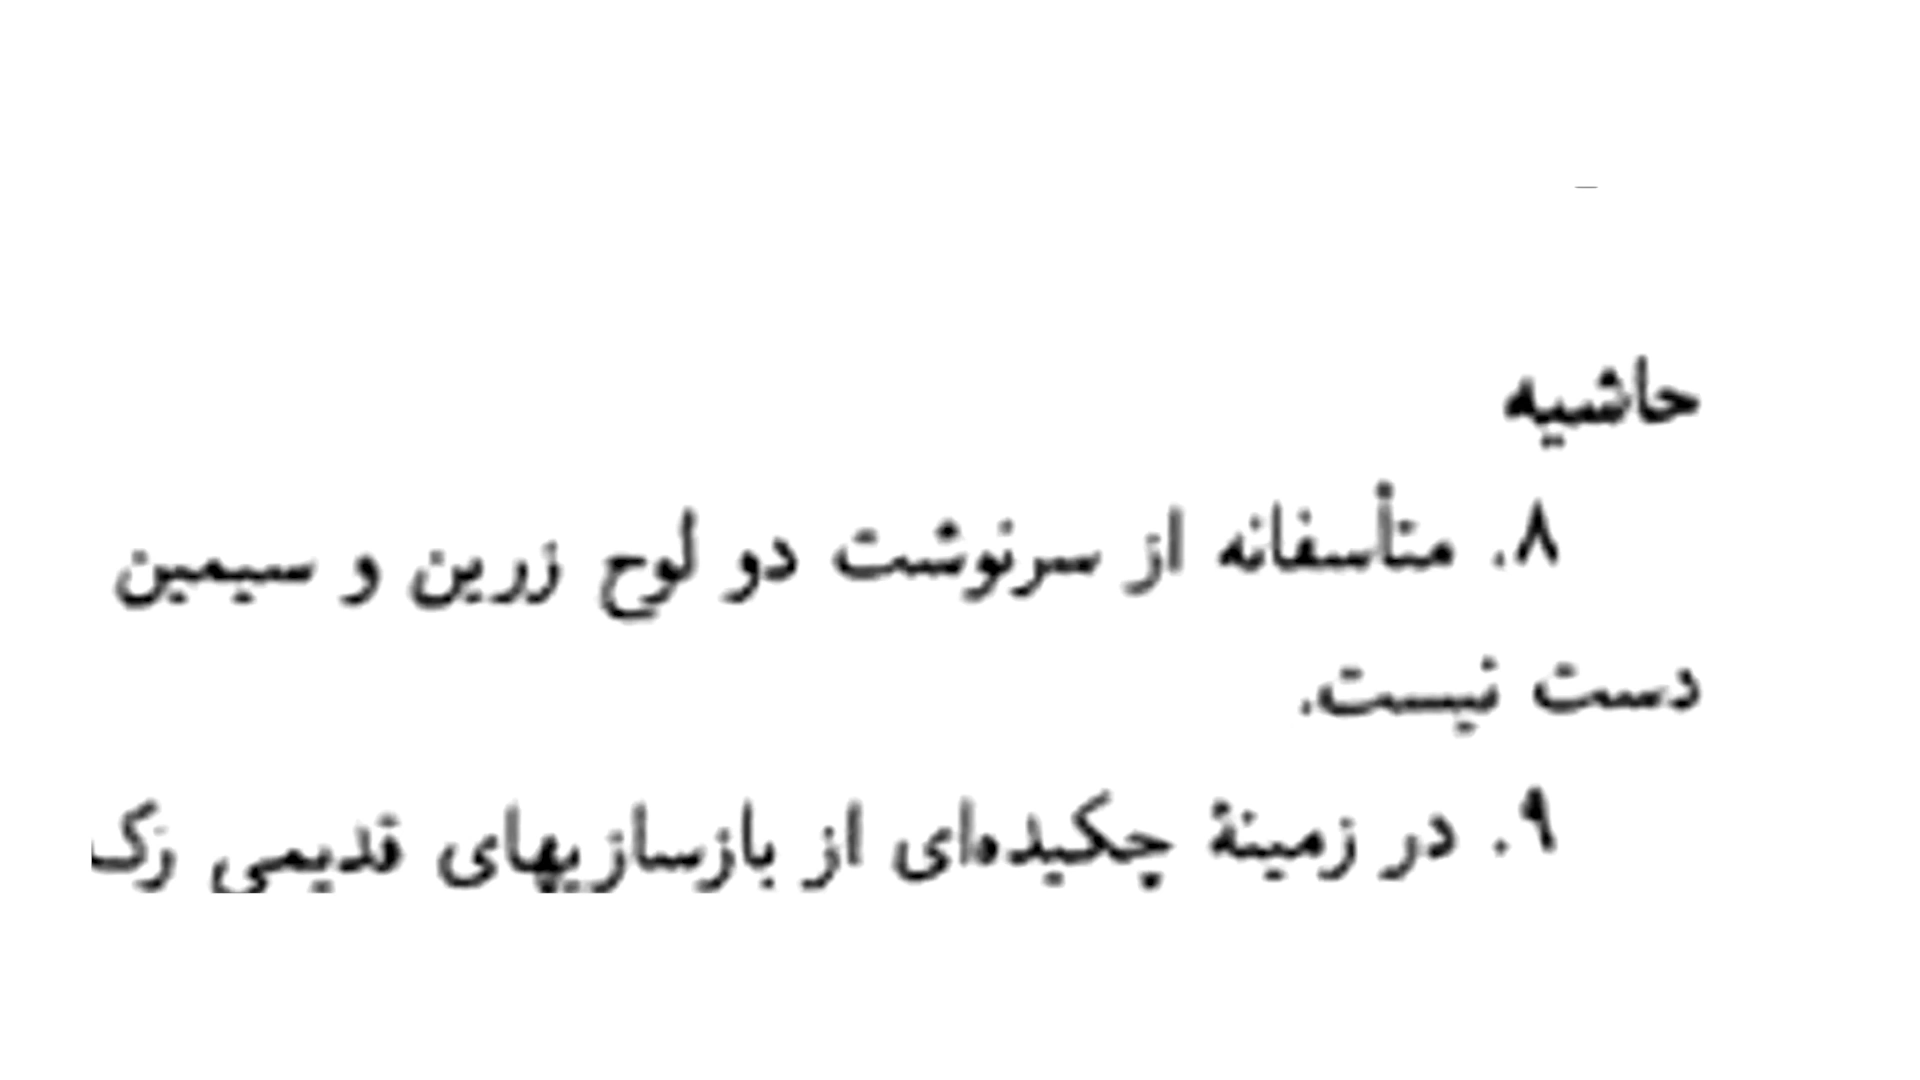 حاشیه
۸. متأسفانه از سرنوشت دو لوح زرین و سیمین
دست نیست.
۹. در زمینهٔ چکیده‌ای از بازسازیهای قدیمی رک